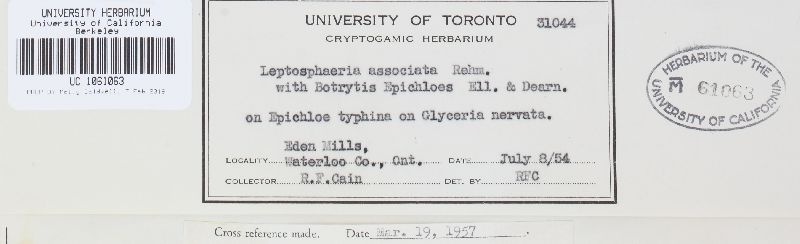 UNIVERSITY HERBARIUM
University of California
Berkeley
UC 1061063
UNIVERSITY OF TORONTO 31044
CRYPTOGAMIC HERBARIUM
Leptosphaeria associata Rehm.
with Botrytis Epichloes Ell. & Dearn.
on Epichloe typhina on Glyceria nervata.
Eden Mills,
LOCALITY Waterloo Co., Ont. DATE July 8/54
COLLECTOR R.F.Cain DET. BY RFC
HERBARIUM OF THE
M 61063
UNIVERSITY OF CALIFORNIA
Cross reference made. Date Mar. 19, 1957